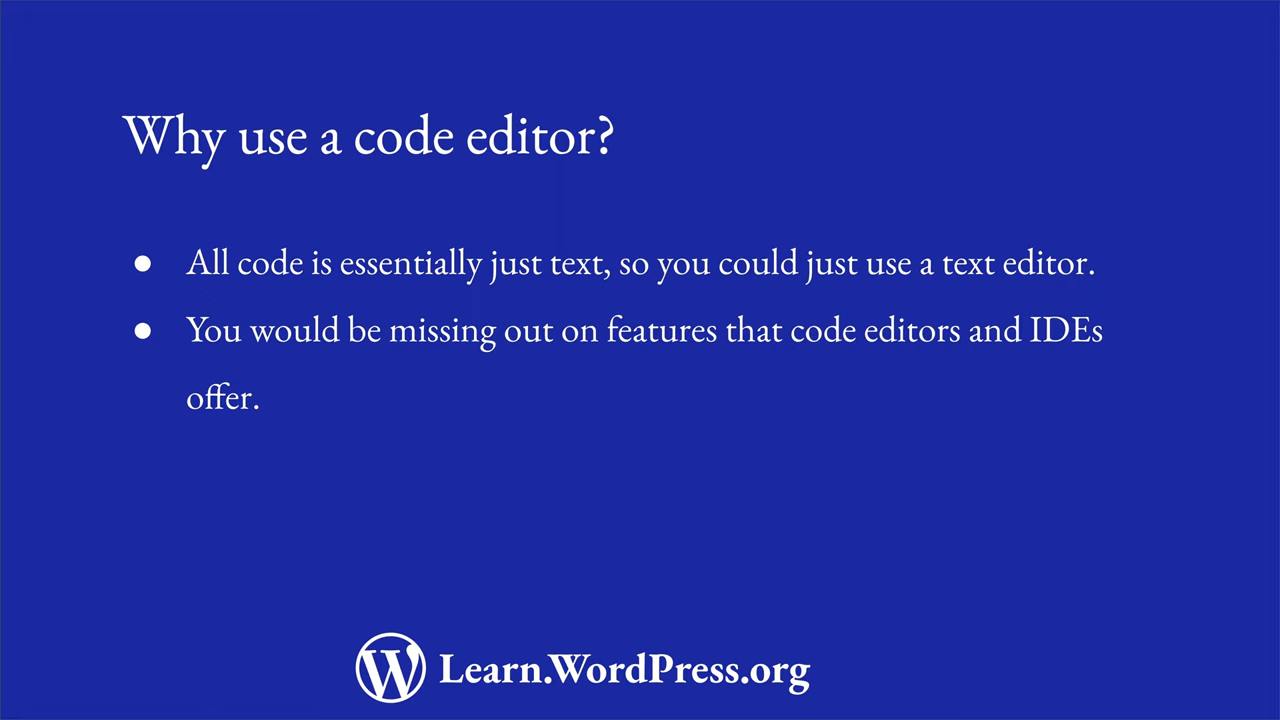 Why use a code editor?
● All code is essentially just text, so you could just use a text editor.
● You would be missing out on features that code editors and IDEs
offer.
Learn.WordPress.org